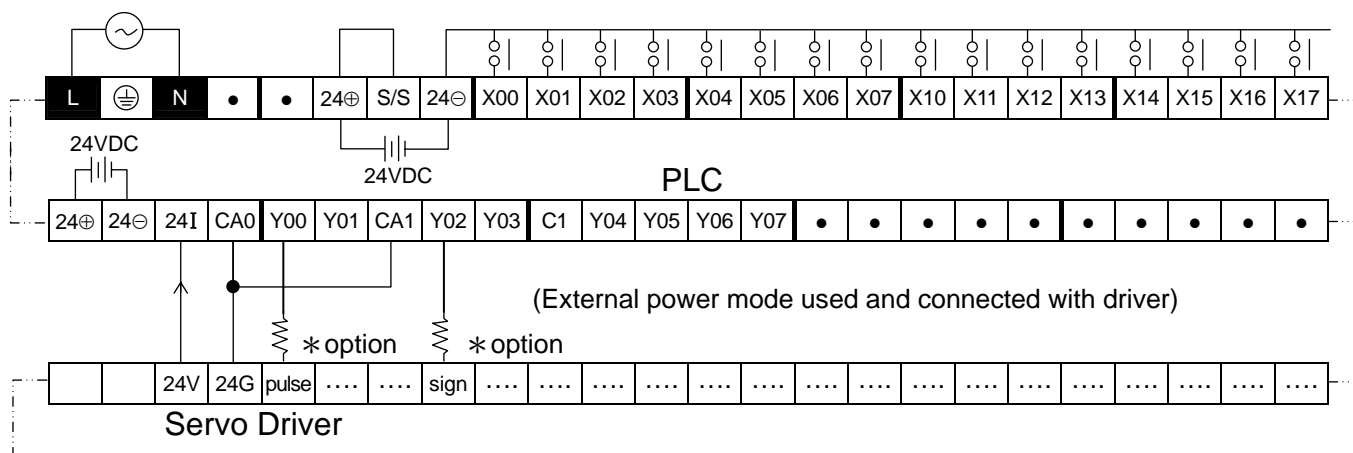 L N ● ● 24⊕ S/S 24⊖ X00 X01 X02 X03 X04 X05 X06 X07 X10 X11 X12 X13 X14 X15 X16 X17
24VDC
24VDC
PLC
24⊕ 24⊖ 24I CA0 Y00 Y01 CA1 Y02 Y03 C1 Y04 Y05 Y06 Y07 ● ● ● ● ● ● ● ● ● ●
(External power mode used and connected with driver)
*option *option
24V 24G pulse .... .... sign .... .... .... .... .... .... .... .... .... .... .... .... .... .... .... ....
Servo Driver